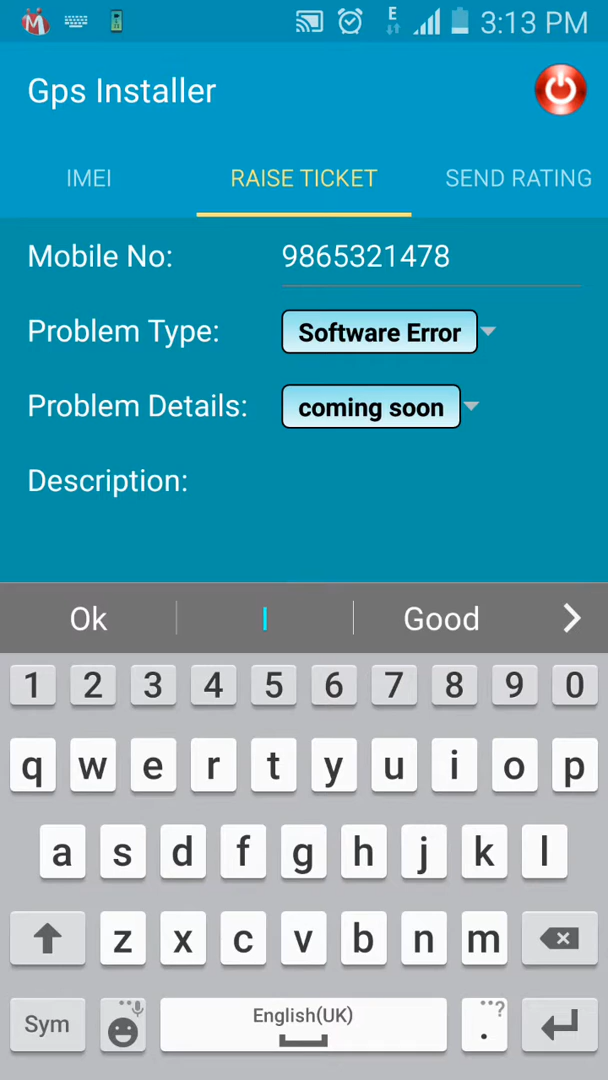 E 3:13 PM
Gps Installer
IMEI RAISE TICKET SEND RATING
Mobile No: 9865321478
Problem Type: Software Error
Problem Details: coming soon
Description:
Ok I Good
1 2 3 4 5 6 7 8 9 0
q w e r t y u i o p
a s d f g h j k l
z x c v b n m
Sym English(UK) . ?